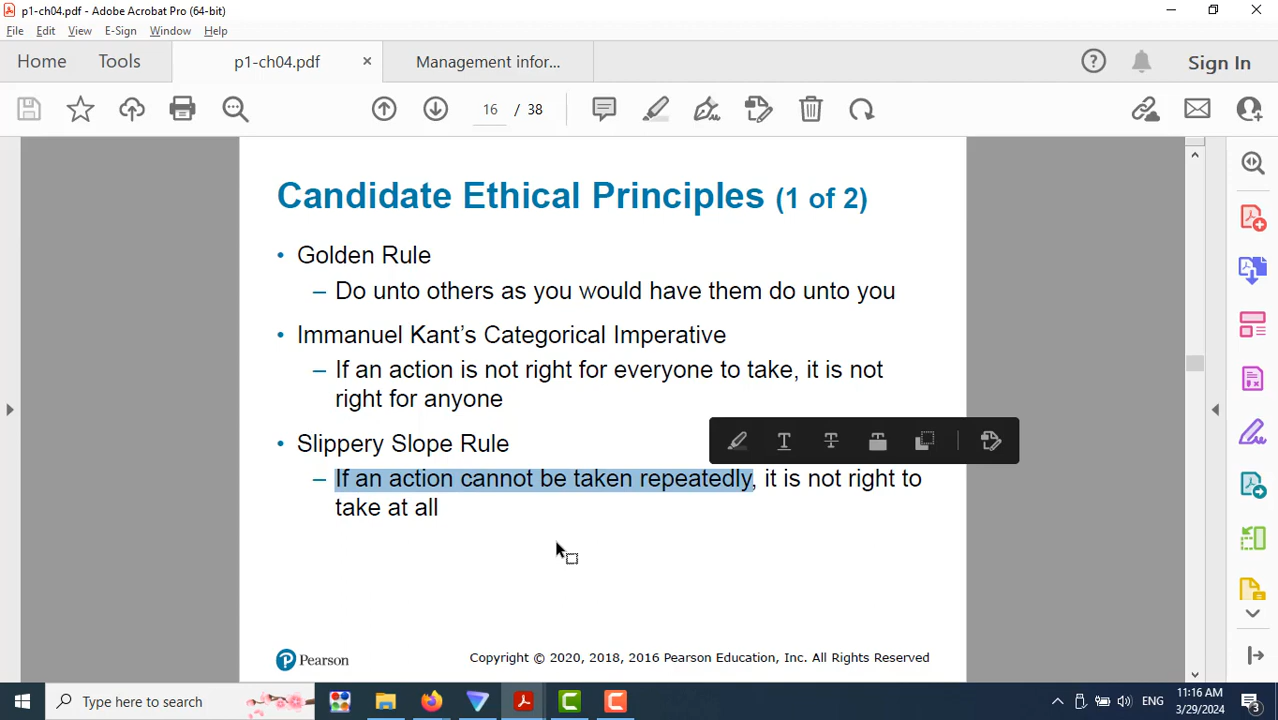 p1-ch04.pdf - Adobe Acrobat Pro (64-bit)
File Edit View E-Sign Window Help
Home Tools p1-ch04.pdf × Management infor... Sign In
16 / 38
Candidate Ethical Principles (1 of 2)
• Golden Rule
– Do unto others as you would have them do unto you
• Immanuel Kant’s Categorical Imperative
– If an action is not right for everyone to take, it is not
right for anyone
• Slippery Slope Rule
– If an action cannot be taken repeatedly, it is not right to
take at all
Pearson
Copyright © 2020, 2018, 2016 Pearson Education, Inc. All Rights Reserved
Type here to search
ENG
11:16 AM
3/29/2024
3